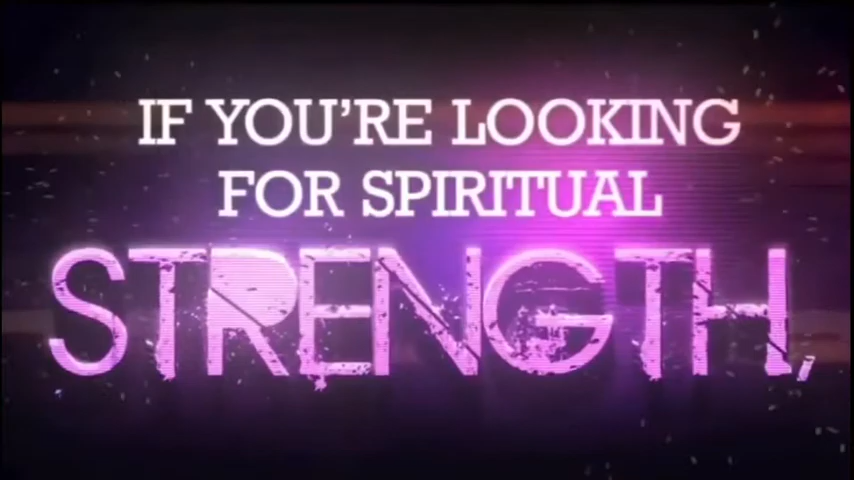 IF YOU'RE LOOKING
FOR SPIRITUAL
STRENGTH,